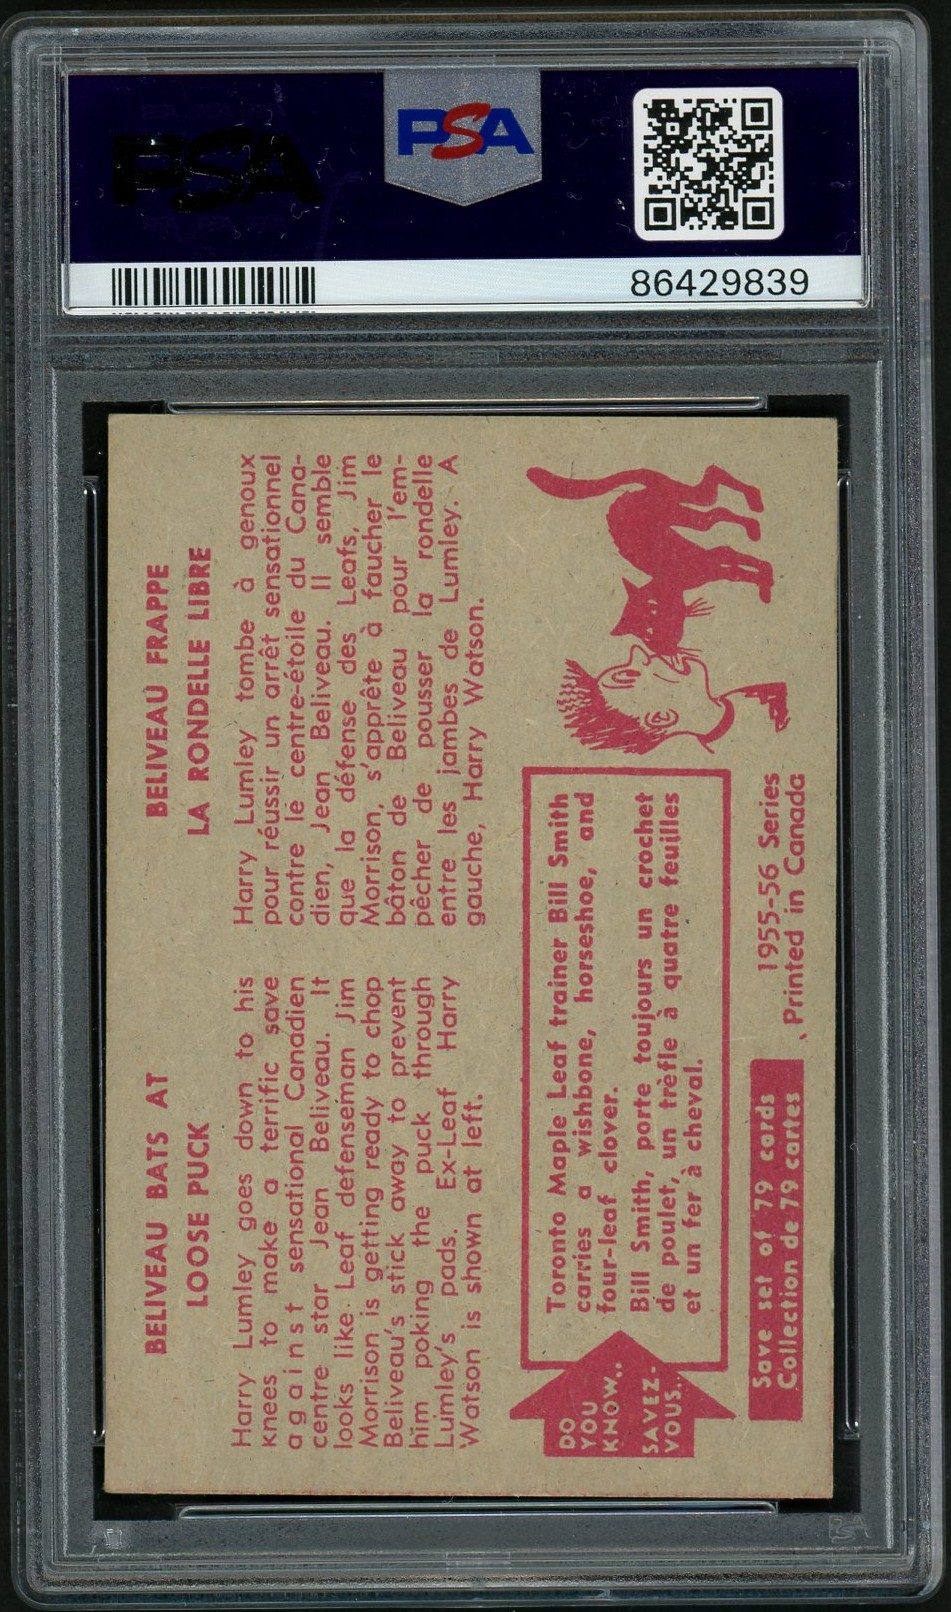 PSA
PSA
86429839
BELIVEAU BATS AT
LOOSE PUCK
Harry Lumley goes down to his
knees to make a terrific save
against sensational Canadien
centre star Jean Beliveau. It
looks like Leaf defenseman Jim
Morrison is getting ready to chop
Beliveau's stick away to prevent
him poking the puck through
Lumley's pads. Ex-Leaf Harry
Watson is shown at left.
BELIVEAU FRAPPE
LA RONDELLE LIBRE
Harry Lumley tombe à genoux
pour réussir un arrêt sensationnel
contre le centre-étoile du Cana-
dien, Jean Beliveau. Il semble
que la défense des Leafs, Jim
Morrison, s'apprête à faucher le
bâton de Beliveau pour l'em-
pêcher de pousser la rondelle
entre les jambes de Lumley. A
gauche, Harry Watson.
DO
YOU
KNOW..
SAVEZ-
VOUS..
Toronto Maple Leaf trainer Bill Smith
carries a wishbone, horseshoe, and
four-leaf clover.
Bill Smith, porte toujours un crochet
de poulet, un trèfle à quatre feuilles
et un fer à cheval.
Save set of 79 cards
Collection de 79 cartes
1955-56 Series
Printed in Canada
PSA